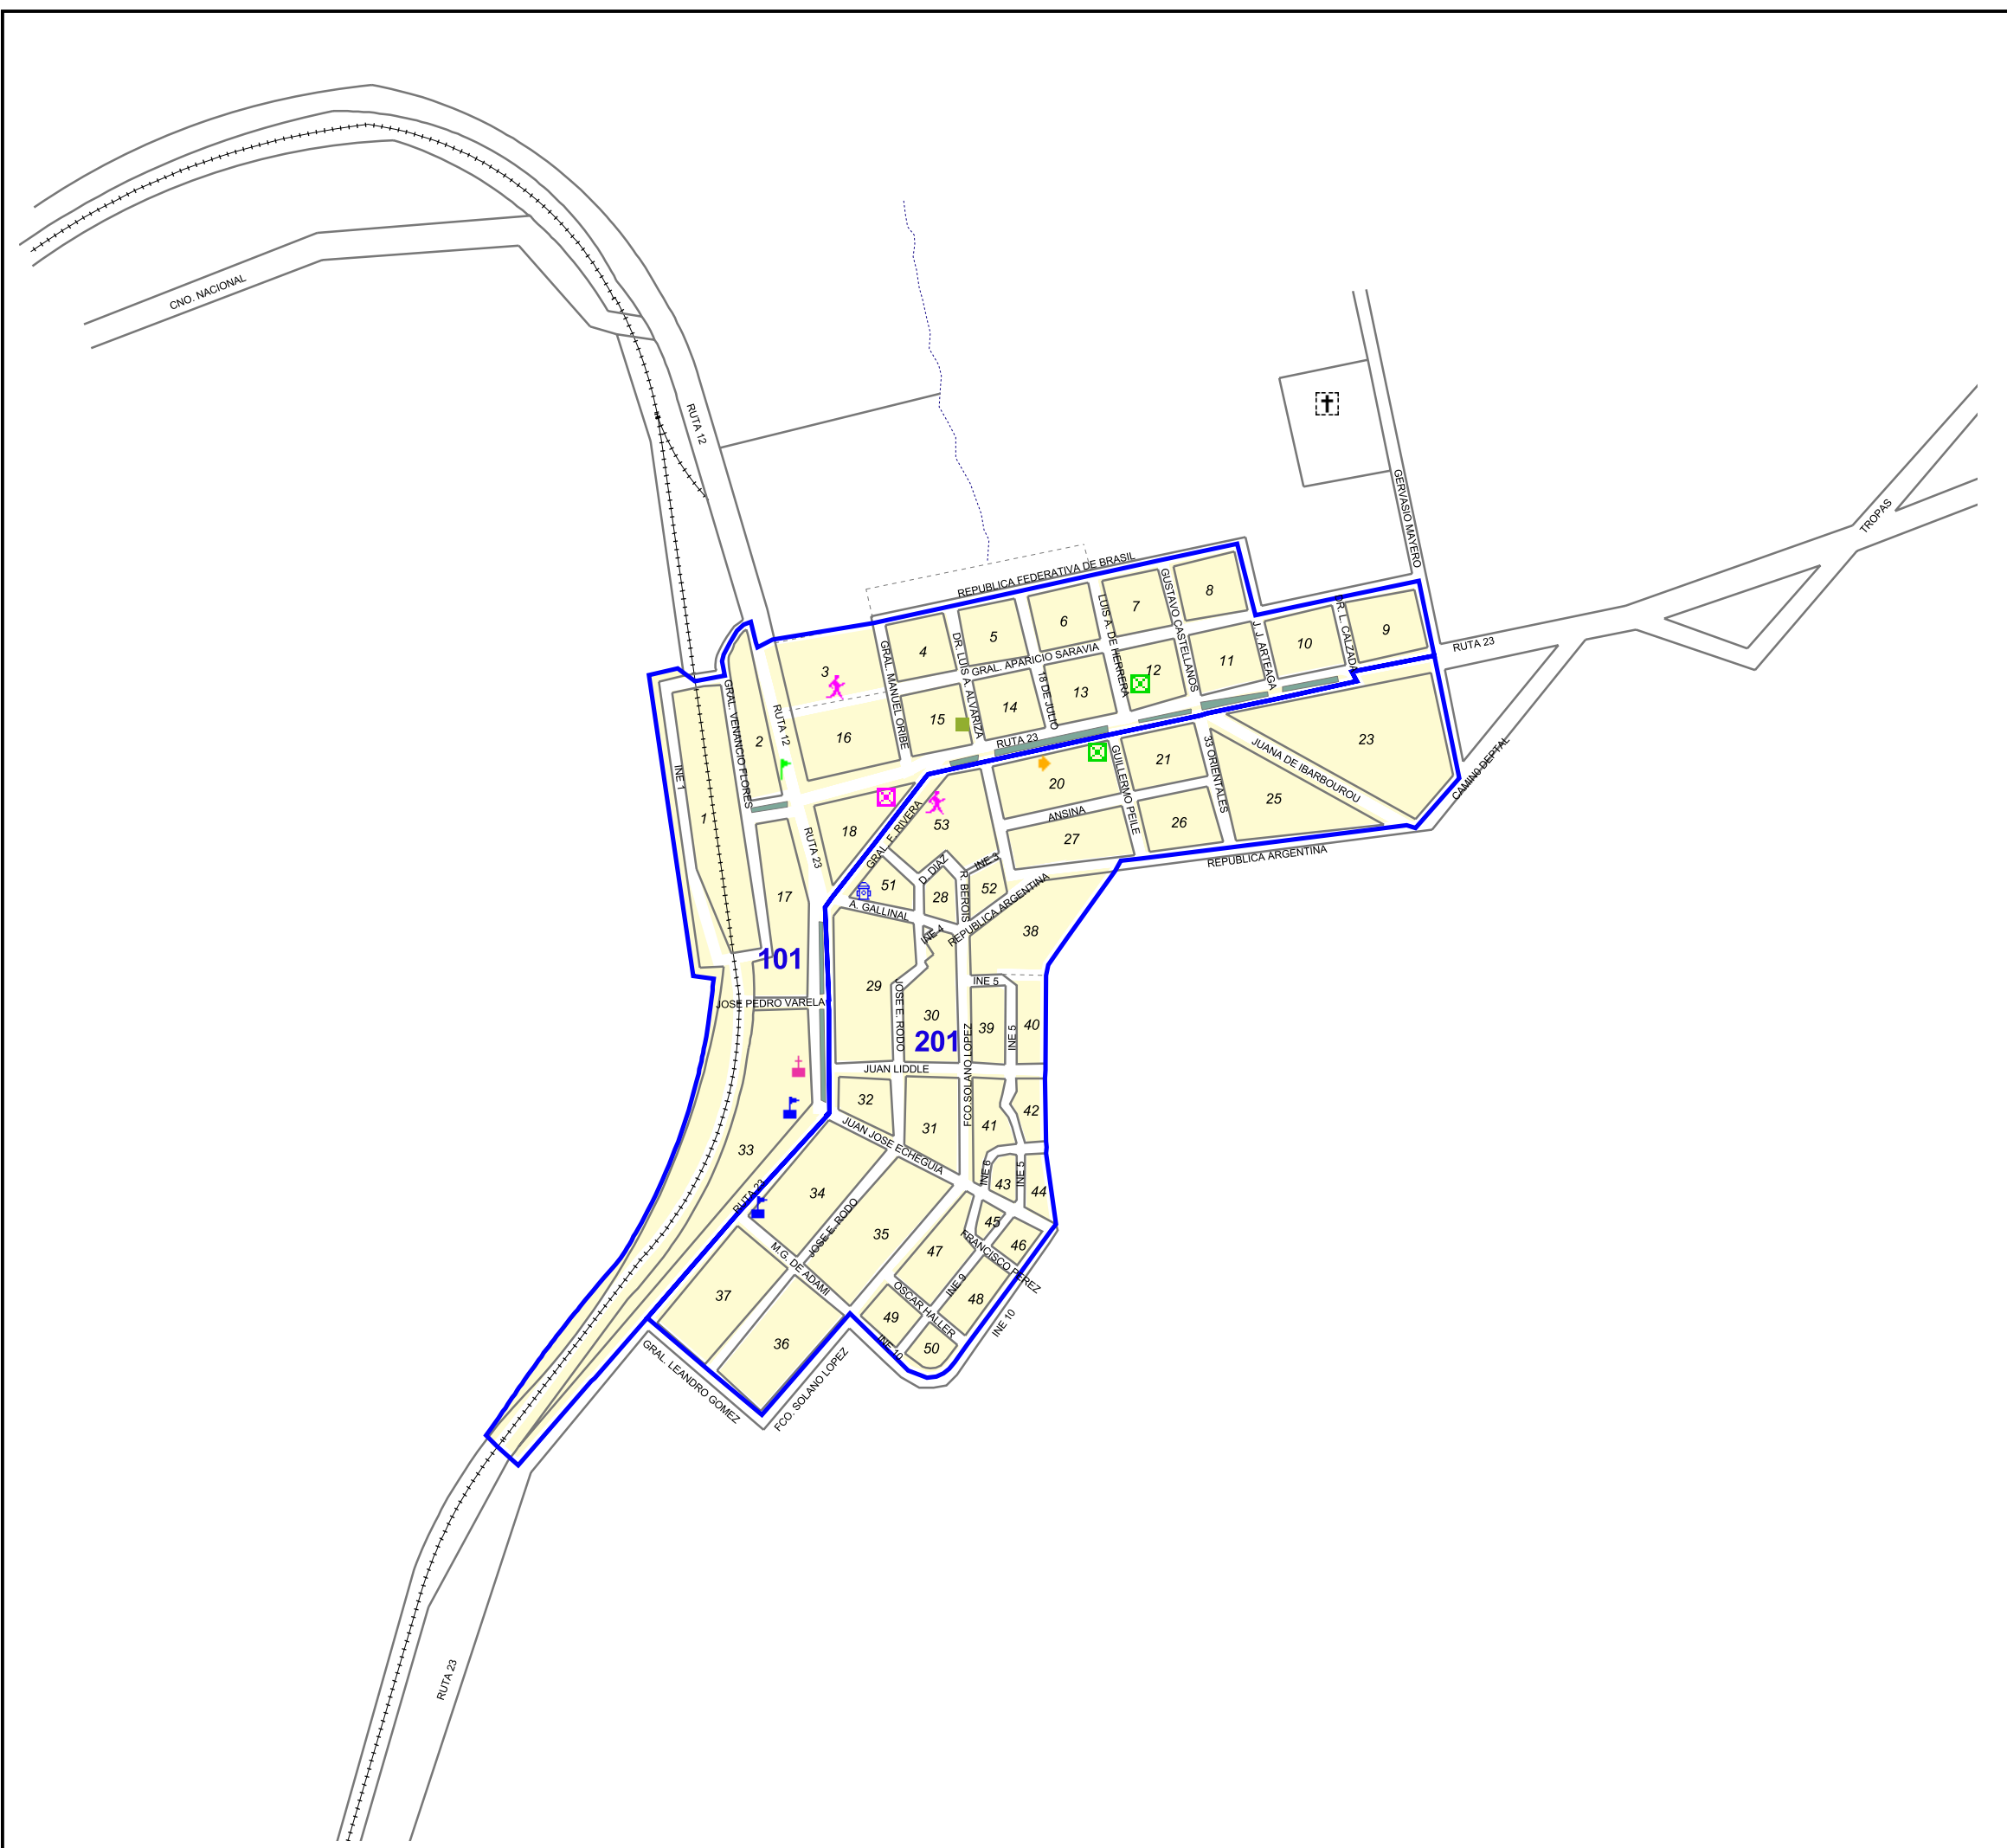 CNO. NACIONAL
RUTA 12
GERVASIO MAYERO
TROPAS
REPUBLICA FEDERATIVA DE BRASIL
8
7
6
5
4
9
10
11
12
13
14
15
16
3
GUSTAVO CASTELLANOS
LUIS A. DE HERRERA
DR. L. CALZADA
J. J. ARTEAGA
DR. LUIS A. ALVARIZA
GRAL. MANUEL ORIBE
GRAL. APARICIO SARAVIA
18 DE JULIO
RUTA 23
RUTA 12
GRAL. VENANCIO FLORES
INE 1
2
1
RUTA 23
23
JUANA DE IBARBOUROU
33 ORIENTALES
GUILLERMO PEILE
21
20
25
26
27
ANSINA
CAMINO DEPTAL
REPUBLICA ARGENTINA
18
GRAL. F. RIVERA
53
RUTA 23
17
D. DIAZ
INE 3
51
28
52
R. BEROIS
A. GALLINAL
REPUBLICA ARGENTINA
INE 4
38
101
29
JOSE E. RODO
30
INE 5
39
INE 5
40
JOSE PEDRO VARELA
201
FCO.SOLANO LOPEZ
JUAN LIDDLE
32
31
41
42
JUAN JOSE ECHEGUIA
33
INE 6
INE 5
43
44
34
RUTA 23
JOSE E. RODO
35
45
46
47
FRANCISCO PEREZ
M.G. DE ADAMI
INE 9
OSCAR HALLER
37
48
49
36
50
INE 10
INE 10
GRAL. LEANDRO GOMEZ
FCO. SOLANO LOPEZ
RUTA 23